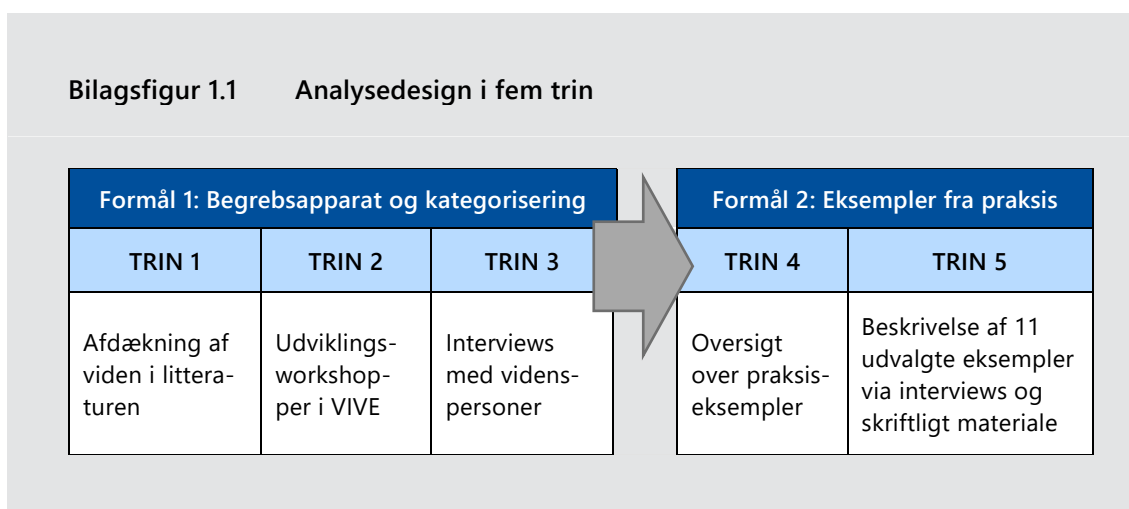 Bilagsfigur 1.1 Analysedesign i fem trin
Formål 1: Begrebsapparat og kategorisering
TRIN 1
TRIN 2
TRIN 3
Afdækning af
viden i littera-
turen
Udviklings-
workshop-
per i VIVE
Interviews
med videns-
personer
Formål 2: Eksempler fra praksis
TRIN 4
TRIN 5
Oversigt
over praksis-
eksempler
Beskrivelse af 11
udvalgte eksempler
via interviews og
skriftligt materiale